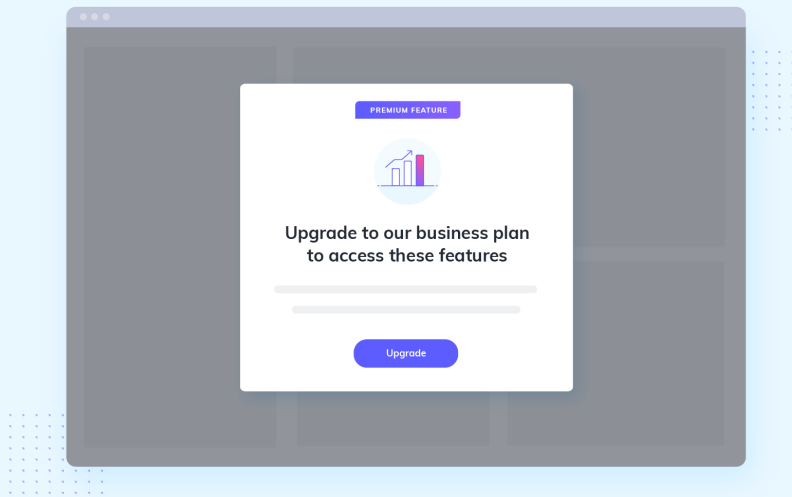 PREMIUM FEATURE
Upgrade to our business plan
to access these features
Upgrade